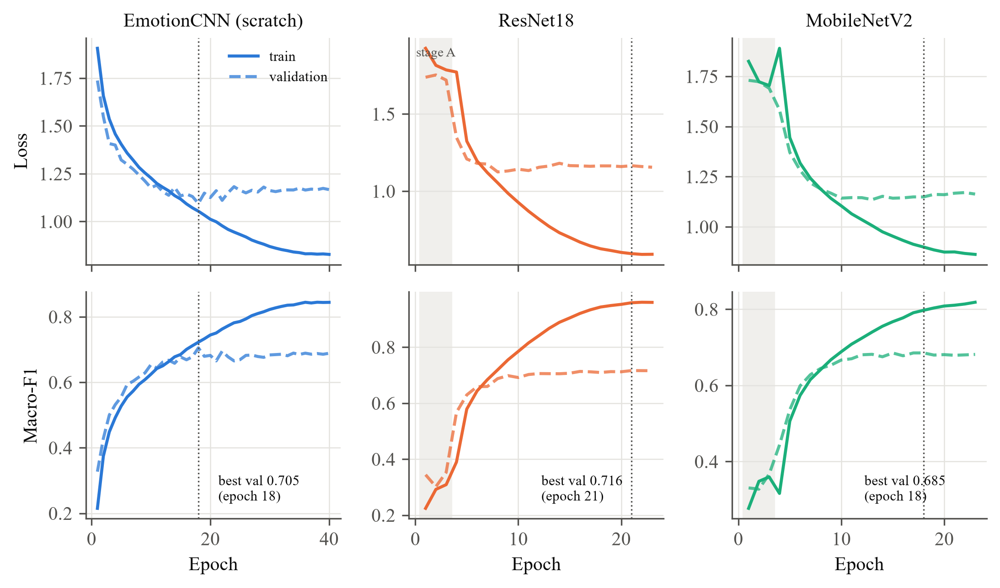 EmotionCNN (scratch)
ResNet18
MobileNetV2
train
validation
stage A
Loss
1.75
1.50
1.25
1.00
1.5
1.0
1.75
1.50
1.25
1.00
Macro-F1
0.8
0.6
0.4
0.2
best val 0.705
(epoch 18)
0.8
0.6
0.4
0.2
best val 0.716
(epoch 21)
0.8
0.6
0.4
best val 0.685
(epoch 18)
0 20 40
0 10 20
0 10 20
Epoch
Epoch
Epoch